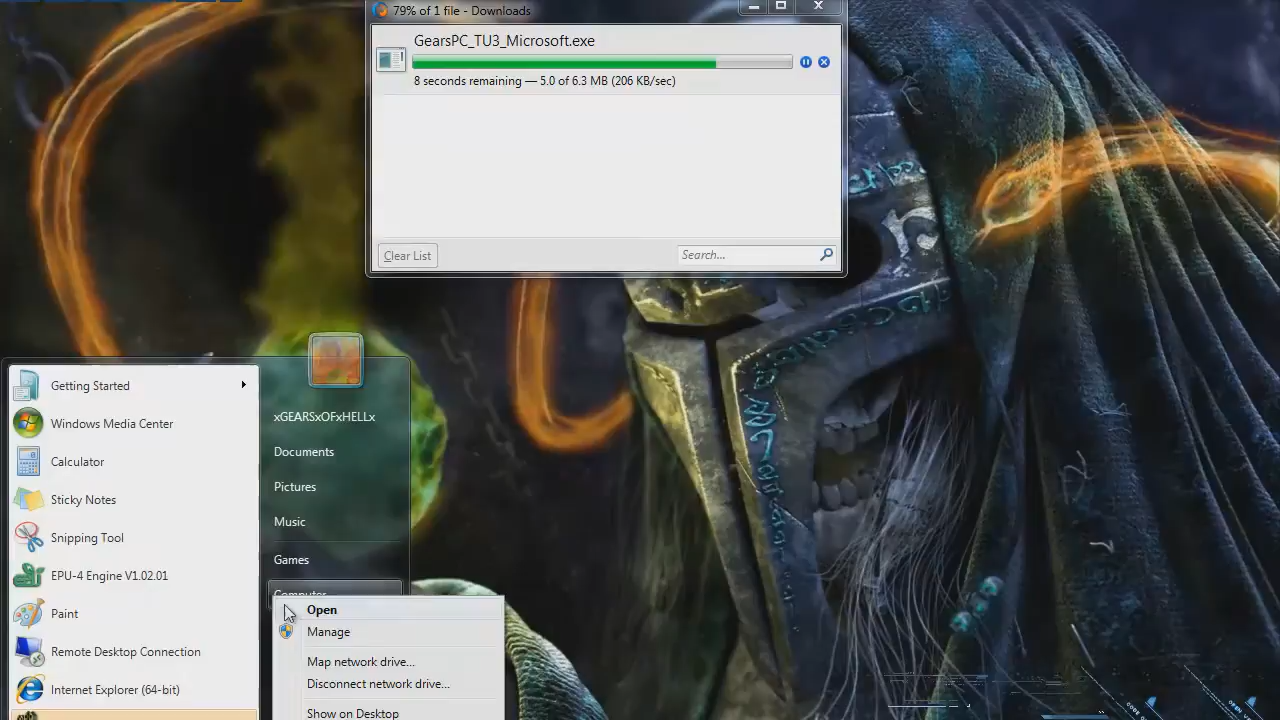 79% of 1 file - Downloads
GearsPC_TU3_Microsoft.exe
8 seconds remaining — 5.0 of 6.3 MB (206 KB/sec)
Clear List
Search...
Getting Started
Windows Media Center
Calculator
Sticky Notes
Snipping Tool
EPU-4 Engine V1.02.01
Paint
Remote Desktop Connection
Internet Explorer (64-bit)
xGEARSxOFxHELLx
Documents
Pictures
Music
Games
Computer
Open
Manage
Map network drive...
Disconnect network drive...
Show on Desktop